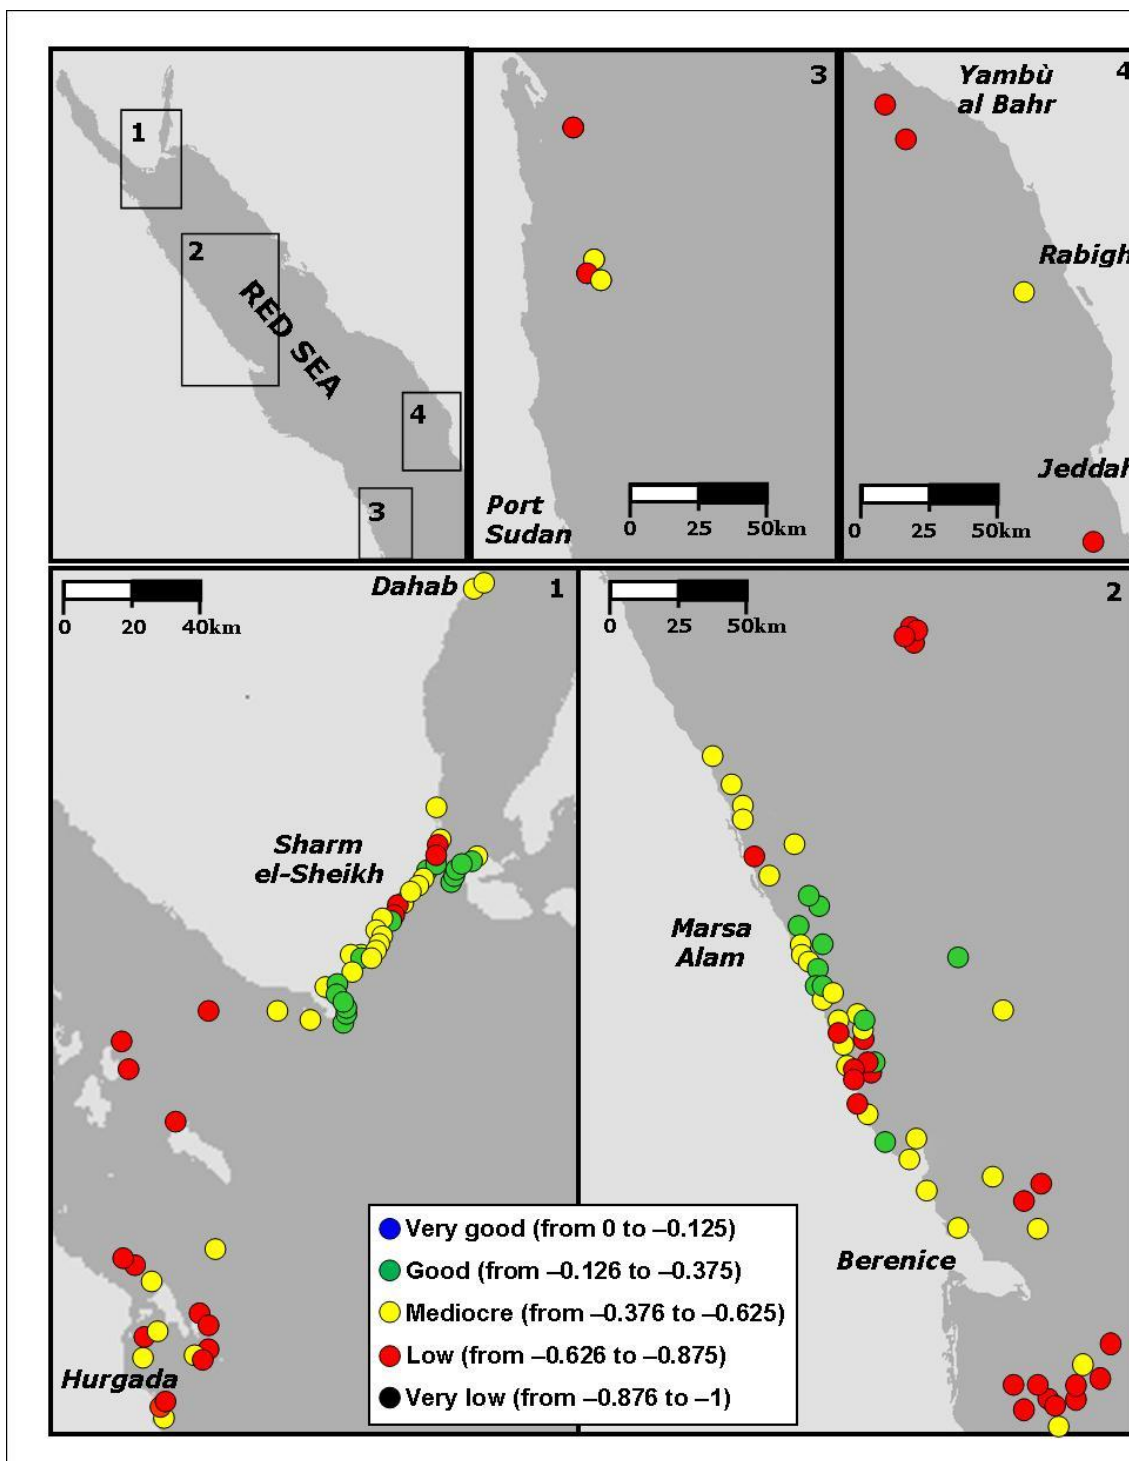 1
2
RED SEA
4
3
3
Port
Sudan
0 25 50km
4
Yambù
al Bahr
Rabigh
Jeddah
0 25 50km
1
0 20 40km
Dahab
Sharm
el-Sheikh
Hurgada
2
0 25 50km
Marsa
Alam
Berenice
Very good (from 0 to –0.125)
Good (from –0.126 to –0.375)
Mediocre (from –0.376 to –0.625)
Low (from –0.626 to –0.875)
Very low (from –0.876 to –1)